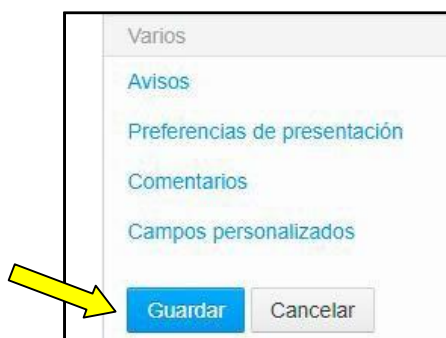 Varios
Avisos
Preferencias de presentación
Comentarios
Campos personalizados
Guardar Cancelar